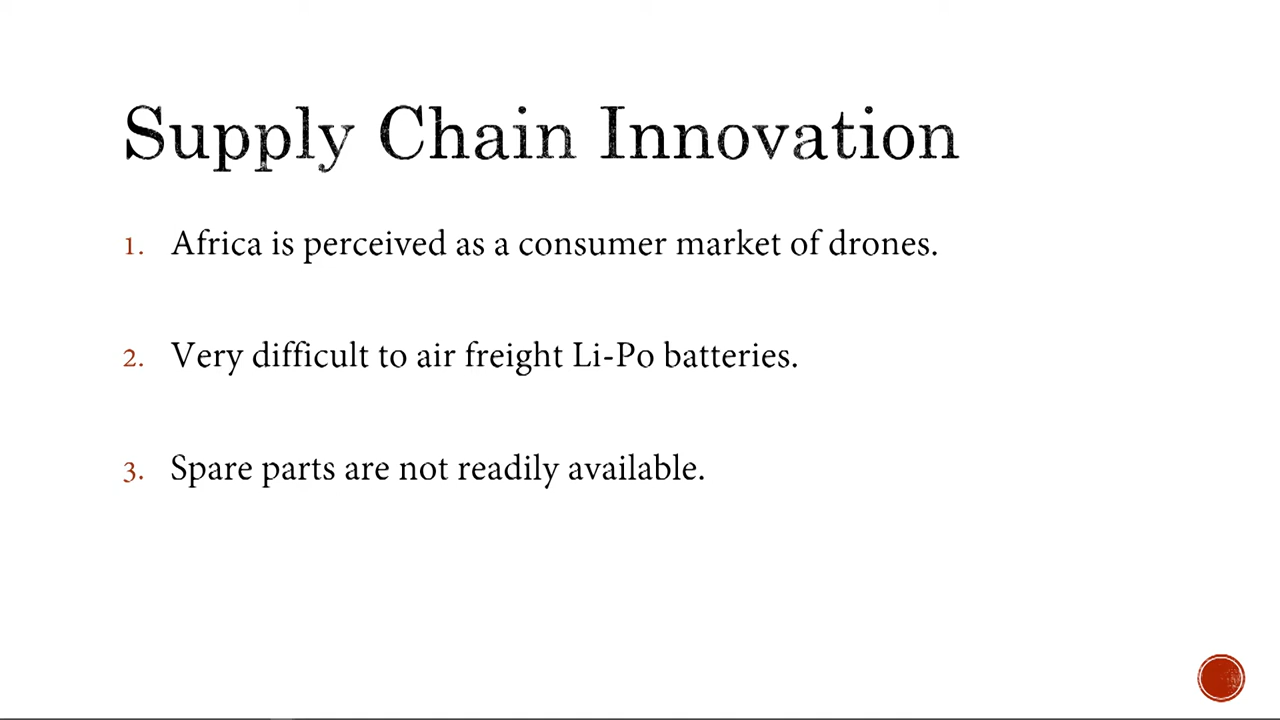 Supply Chain Innovation
1. Africa is perceived as a consumer market of drones.
2. Very difficult to air freight Li-Po batteries.
3. Spare parts are not readily available.